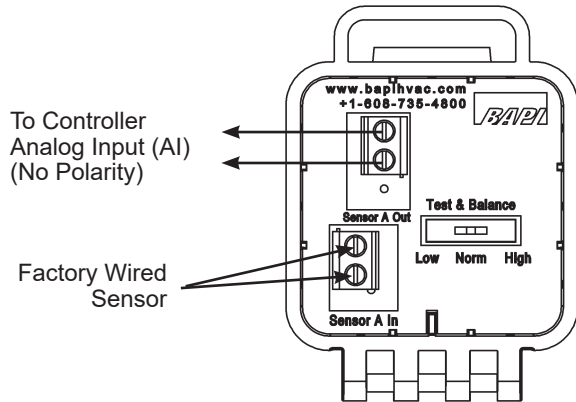 www.bapihvac.com
+1-608-735-4800
BAPI
To Controller
Analog Input (AI)
(No Polarity)
Sensor A Out
Test & Balance
Low Norm High
Factory Wired
Sensor
Sensor A In